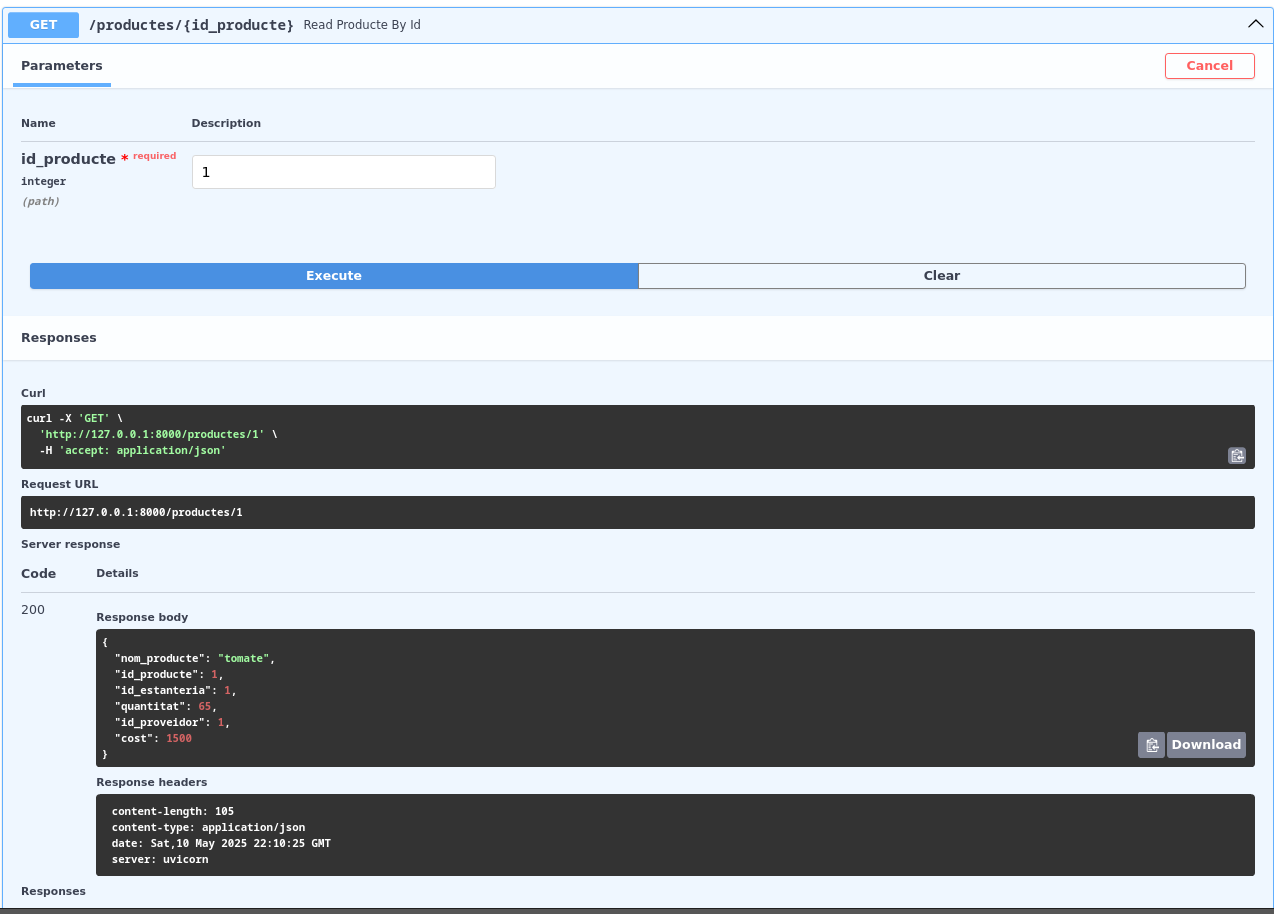 GET /productes/{id_producte} Read Producte By Id
Parameters
Cancel
Name Description
id_producte * required
integer
(path)
1
Execute Clear
Responses
Curl
curl -X 'GET' \
  'http://127.0.0.1:8000/productes/1' \
  -H 'accept: application/json'
Request URL
http://127.0.0.1:8000/productes/1
Server response
Code Details
200
Response body
{
  "nom_producte": "tomate",
  "id_producte": 1,
  "id_estanteria": 1,
  "quantitat": 65,
  "id_proveidor": 1,
  "cost": 1500
}
Download
Response headers
content-length: 105
content-type: application/json
date: Sat,10 May 2025 22:10:25 GMT
server: uvicorn
Responses